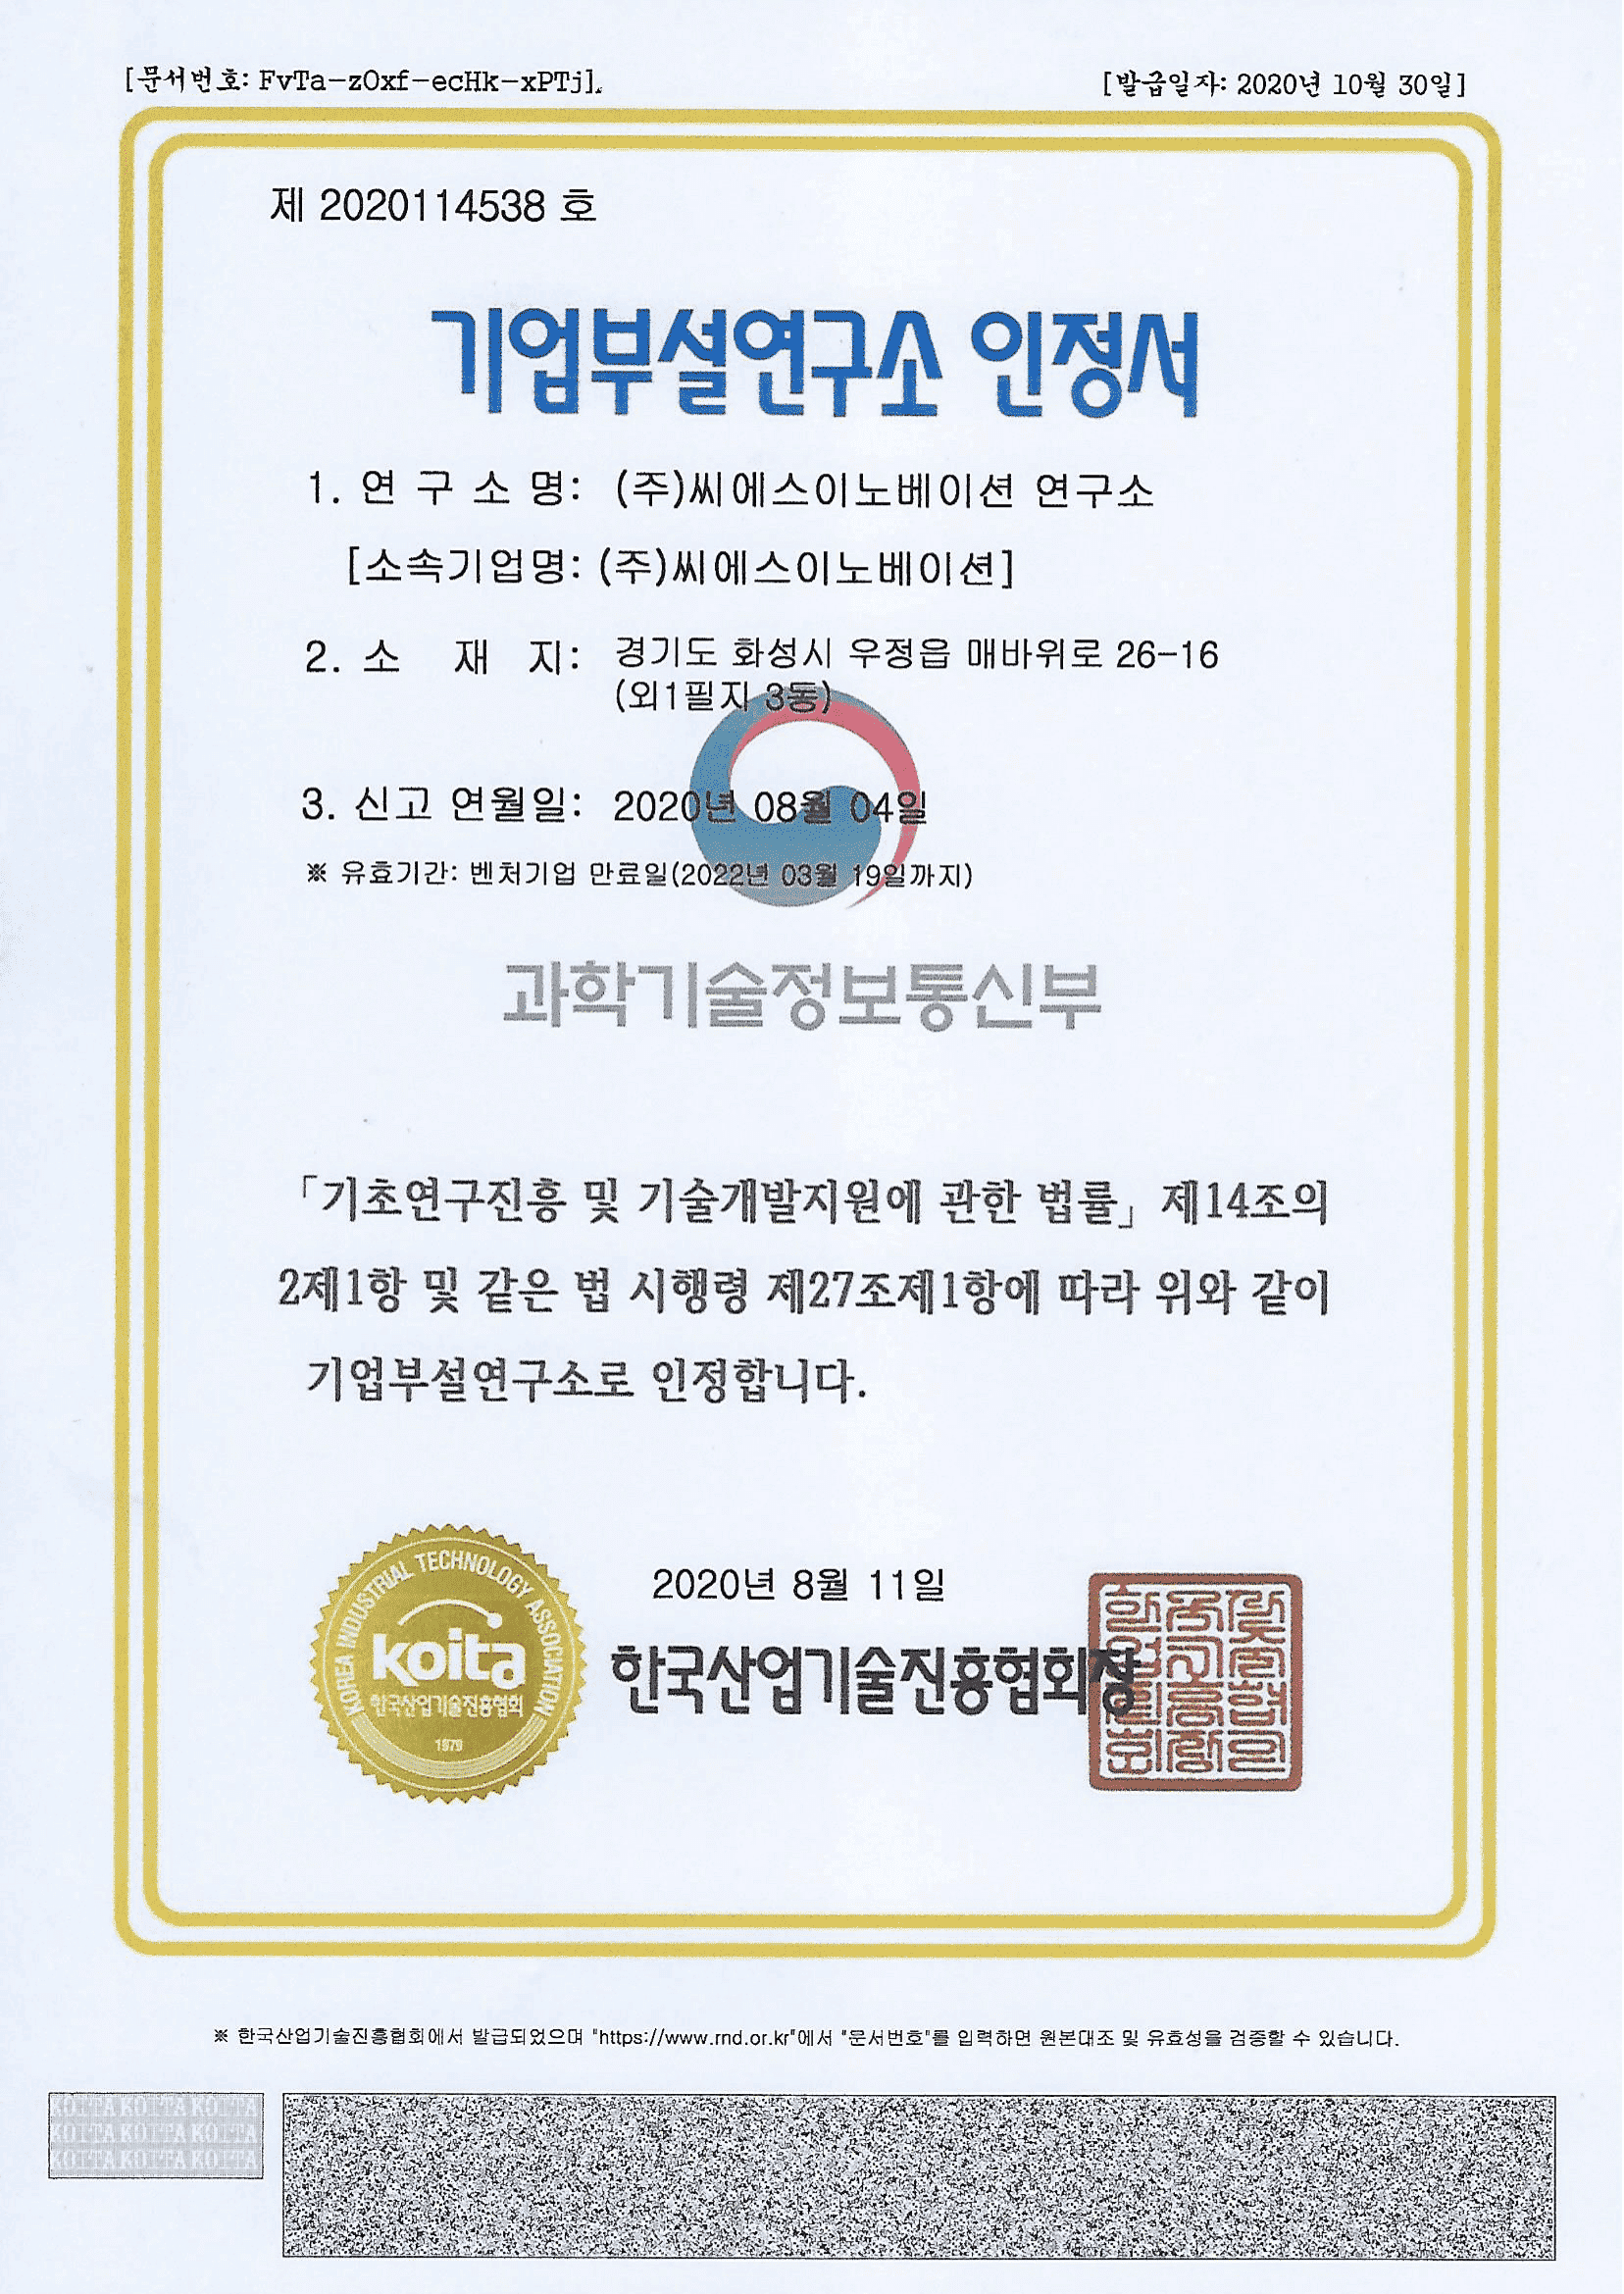 [문서번호: FvTa-zOxf-ecHk-xPTj].
[발급일자: 2020년 10월 30일]
제 2020114538 호
기업부설연구소 인정서
1. 연 구 소 명: (주)씨에스이노베이션 연구소
[소속기업명: (주)씨에스이노베이션]
2. 소 재 지: 경기도 화성시 우정읍 매바위로 26-16
(외1필지 3동)
3. 신고 연월일: 2020년 08월 04일
※ 유효기간: 벤처기업 만료일(2022년 03월 19일까지)
과학기술정보통신부
「기초연구진흥 및 기술개발지원에 관한 법률」 제14조의
2제1항 및 같은 법 시행령 제27조제1항에 따라 위와 같이
기업부설연구소로 인정합니다.
KOREA INDUSTRIAL TECHNOLOGY ASSOCIATION
koita
한국산업기술진흥협회
1979
2020년 8월 11일
한국산업기술진흥협회장
※ 한국산업기술진흥협회에서 발급되었으며 "https://www.rnd.or.kr"에서 "문서번호"를 입력하면 원본대조 및 유효성을 검증할 수 있습니다.
KOITA KOITA KOITA
KOITA KOITA KOITA
KOITA KOITA KOITA